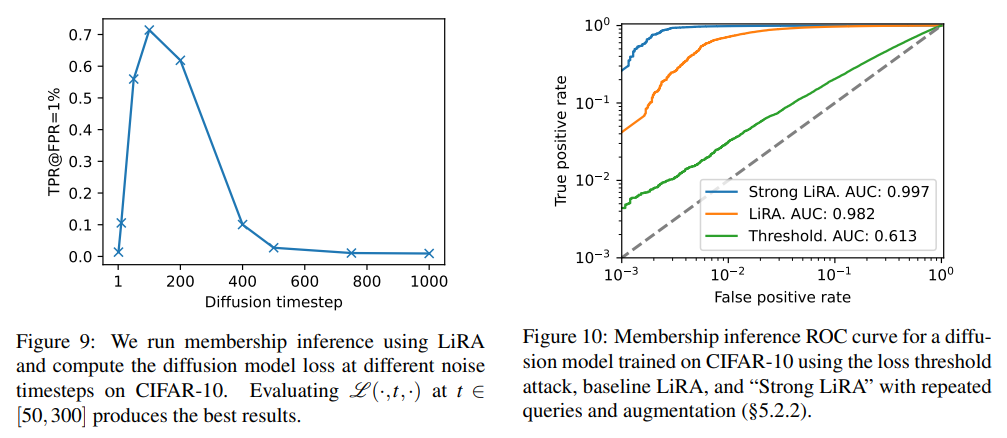 0.7
0.6
0.5
0.4
0.3
0.2
0.1
0.0
TPR@FPR=1%
1 200 400 600 800 1000
Diffusion timestep
Figure 9: We run membership inference using LiRA
and compute the diffusion model loss at different noise
timesteps on CIFAR-10. Evaluating ℒ(·,t,·) at t ∈
[50,300] produces the best results.
10⁰
10⁻¹
10⁻²
10⁻³
True positive rate
Strong LiRA. AUC: 0.997
LiRA. AUC: 0.982
Threshold. AUC: 0.613
10⁻³ 10⁻² 10⁻¹ 10⁰
False positive rate
Figure 10: Membership inference ROC curve for a diffu-
sion model trained on CIFAR-10 using the loss threshold
attack, baseline LiRA, and “Strong LiRA” with repeated
queries and augmentation (§5.2.2).